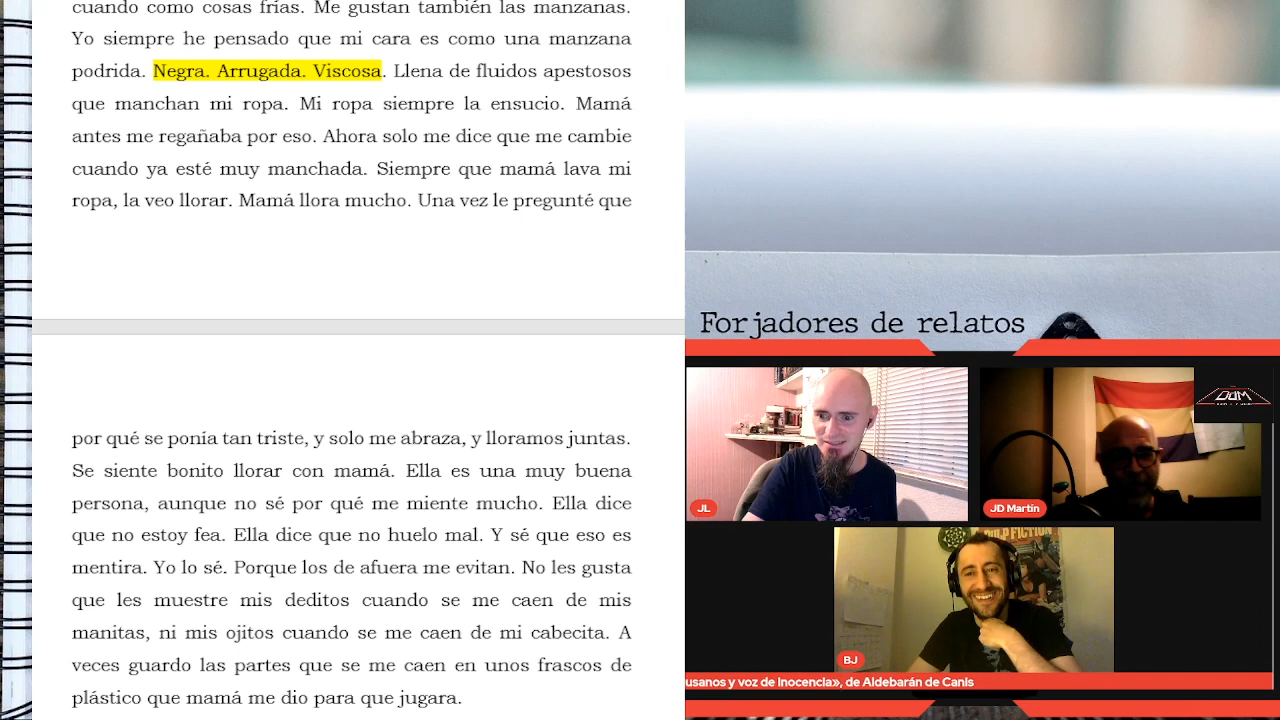 cuando como cosas frías. Me gustan también las manzanas.
Yo siempre he pensado que mi cara es como una manzana
podrida. Negra. Arrugada. Viscosa. Llena de fluidos apestosos
que manchan mi ropa. Mi ropa siempre la ensucio. Mamá
antes me regañaba por eso. Ahora solo me dice que me cambie
cuando ya esté muy manchada. Siempre que mamá lava mi
ropa, la veo llorar. Mamá llora mucho. Una vez le pregunté que
por qué se ponía tan triste, y solo me abraza, y lloramos juntas.
Se siente bonito llorar con mamá. Ella es una muy buena
persona, aunque no sé por qué me miente mucho. Ella dice
que no estoy fea. Ella dice que no huelo mal. Y sé que eso es
mentira. Yo lo sé. Porque los de afuera me evitan. No les gusta
que les muestre mis deditos cuando se me caen de mis
manitas, ni mis ojitos cuando se me caen de mi cabecita. A
veces guardo las partes que se me caen en unos frascos de
plástico que mamá me dio para que jugara.
Forjadores de relatos
JL
JD Martín
PULP FICTION
BJ
usanos y voz de inocencia», de Aldebarán de Canis